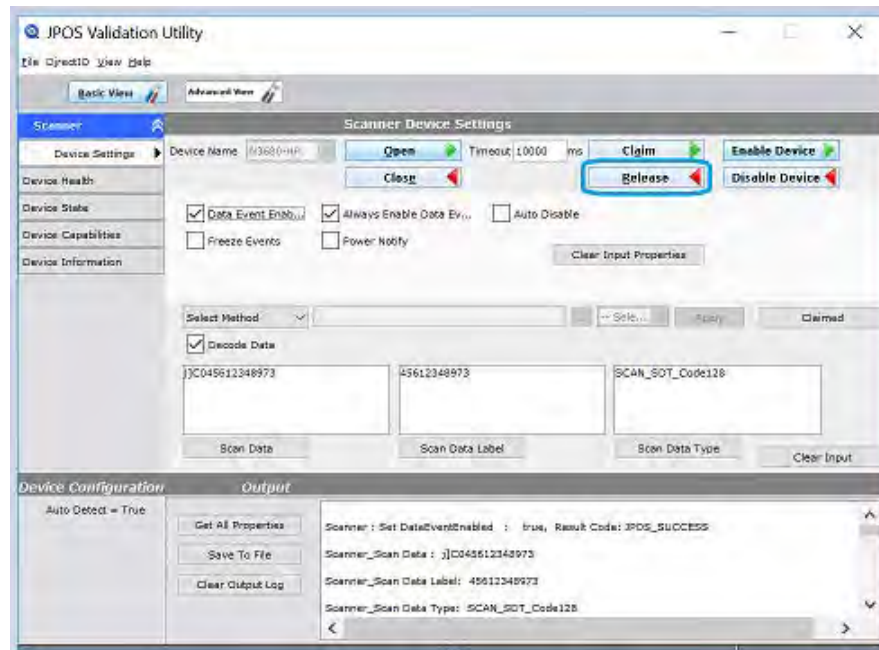 JPOS Validation Utility
File DirectIO View Help
Basic View Advanced View
Scanner Scanner Device Settings
Device Settings Device Name Open Timeout 10000 ms Claim Enable Device
Device Health Close Release Disable Device
Device State Data Event Enab... Always Enable Data Ev... Auto Disable
Device Capabilities Freeze Events Power Notify
Clear Input Properties
Device Information
Select Method -- Sele... Apply Claimed
Decode Data
45612348973 SCAN_SDT_Code128
Scan Data Scan Data Label Scan Data Type Clear Input
Device Configuration Output
Auto Detect = True
Get All Properties Scanner : Set DataEventEnabled : true, Result Code: JPOS_SUCCESS
Save To File Scanner_Scan Data : j]C045612348973
Clear Output Log Scanner_Scan Data Label: 45612348973
Scanner_Scan Data Type: SCAN_SDT_Code128